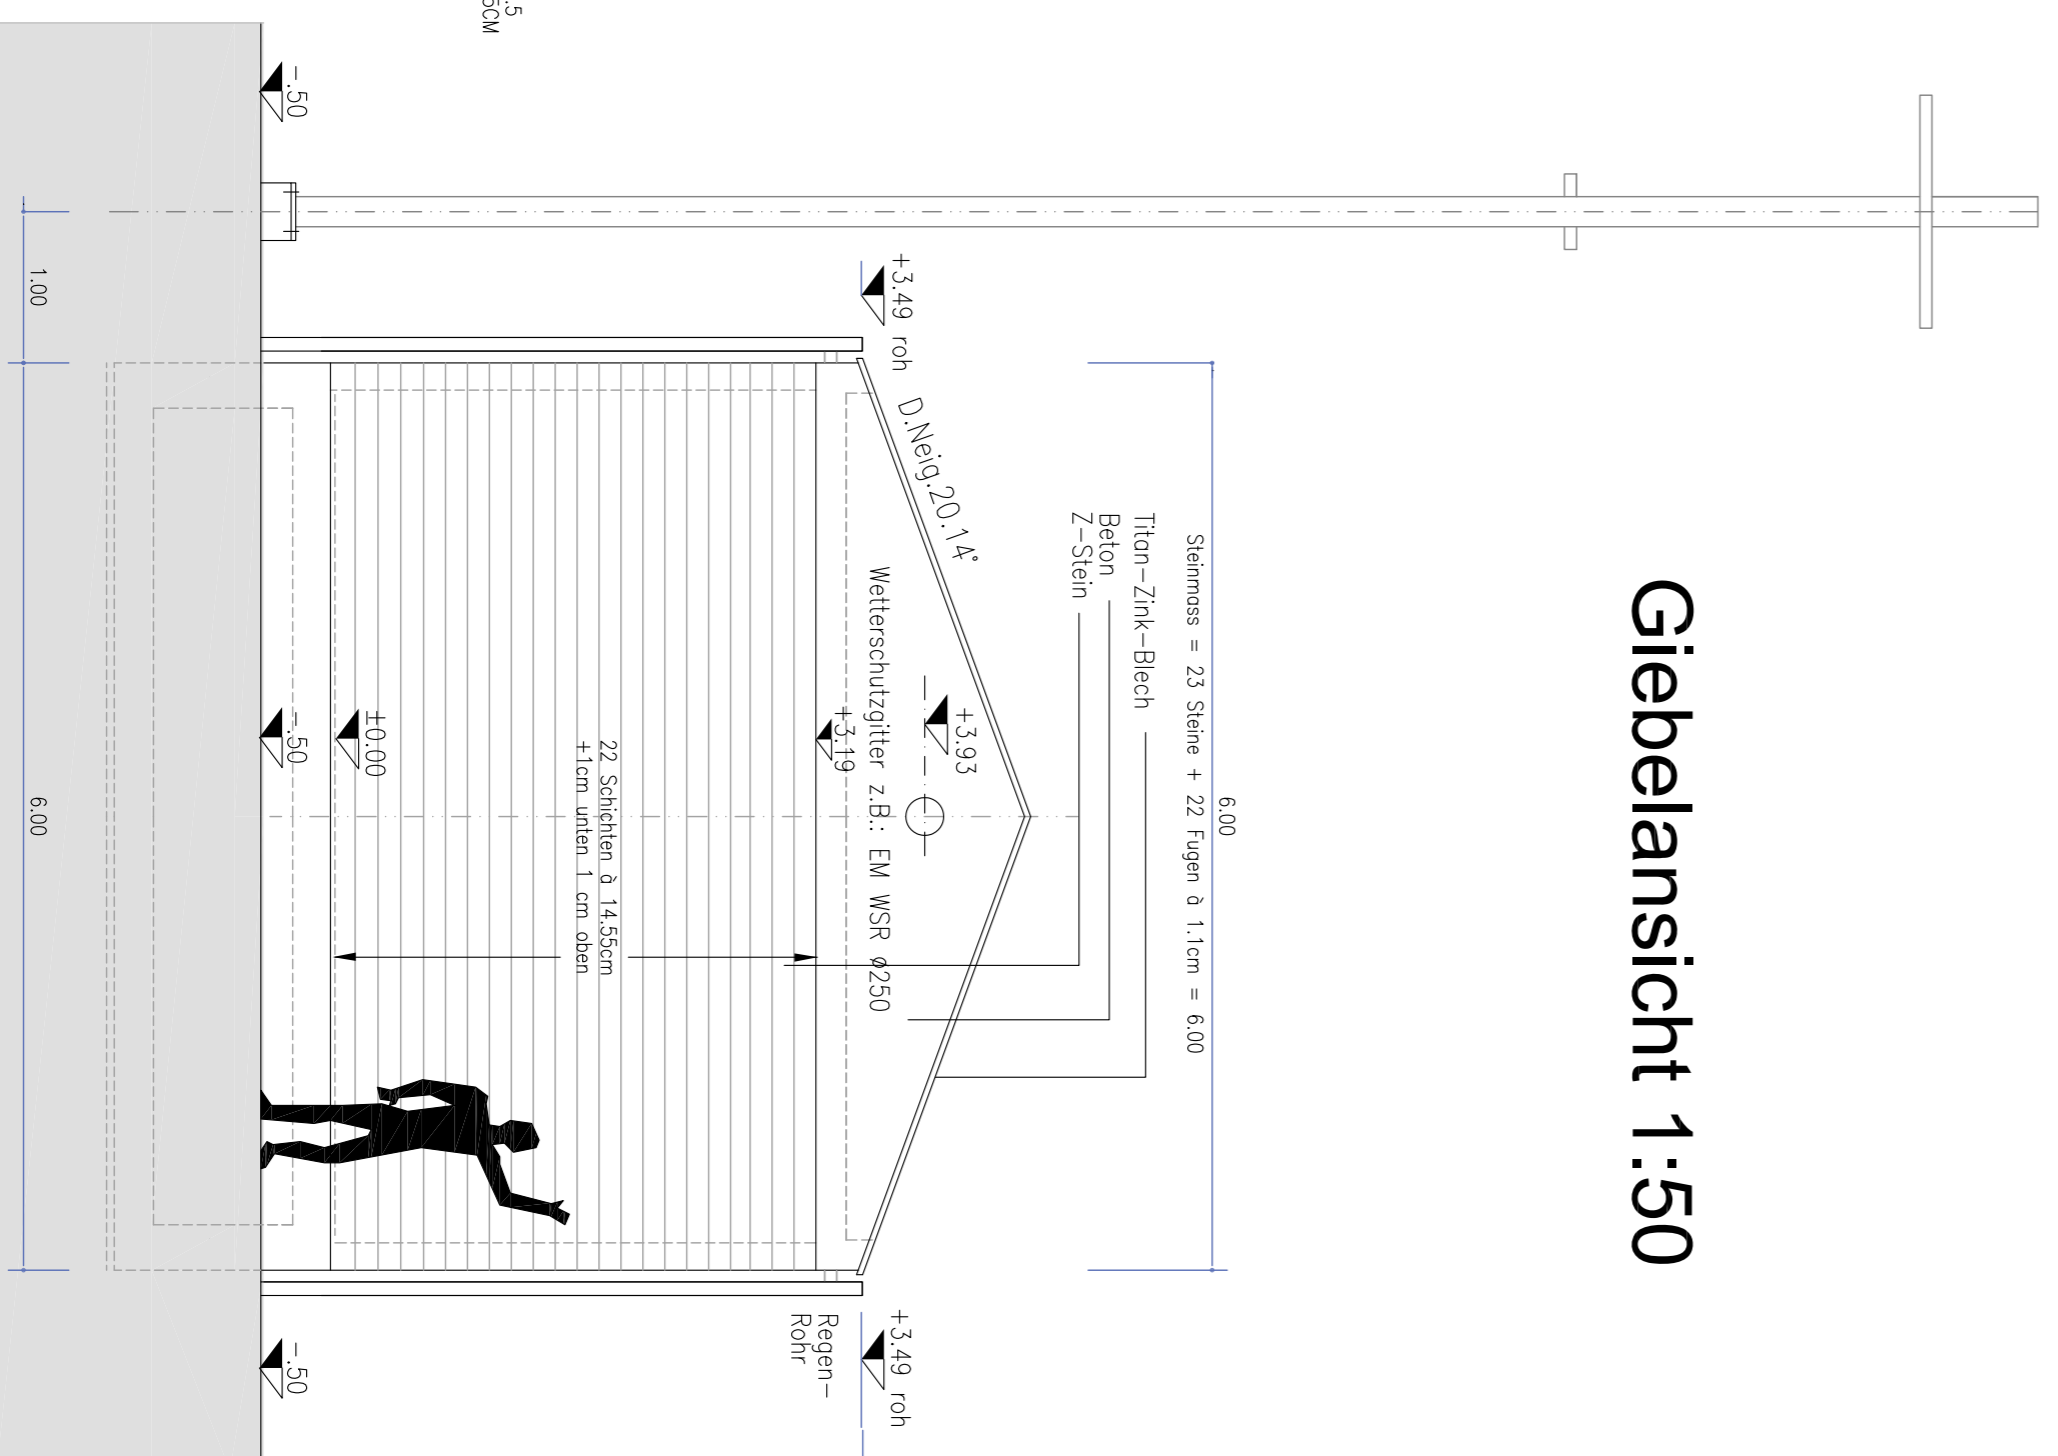 Giebelansicht 1:50
6.00
Steinmass = 23 Steine + 22 Fugen à 1.1cm = 6.00
Titan-Zink-Blech
Beton
Z-Stein
D.Neig.20.14°
+3.93
+3.49 roh
+3.49 roh
Wetterschutzgitter z.B.: EM WSR Ø250
+3.19
Regen-
Rohr
22 Schichten à 14.55cm
+1cm unten 1 cm oben
±0.00
-.50
-.50
-.50
1.00
6.00
.5
5CM